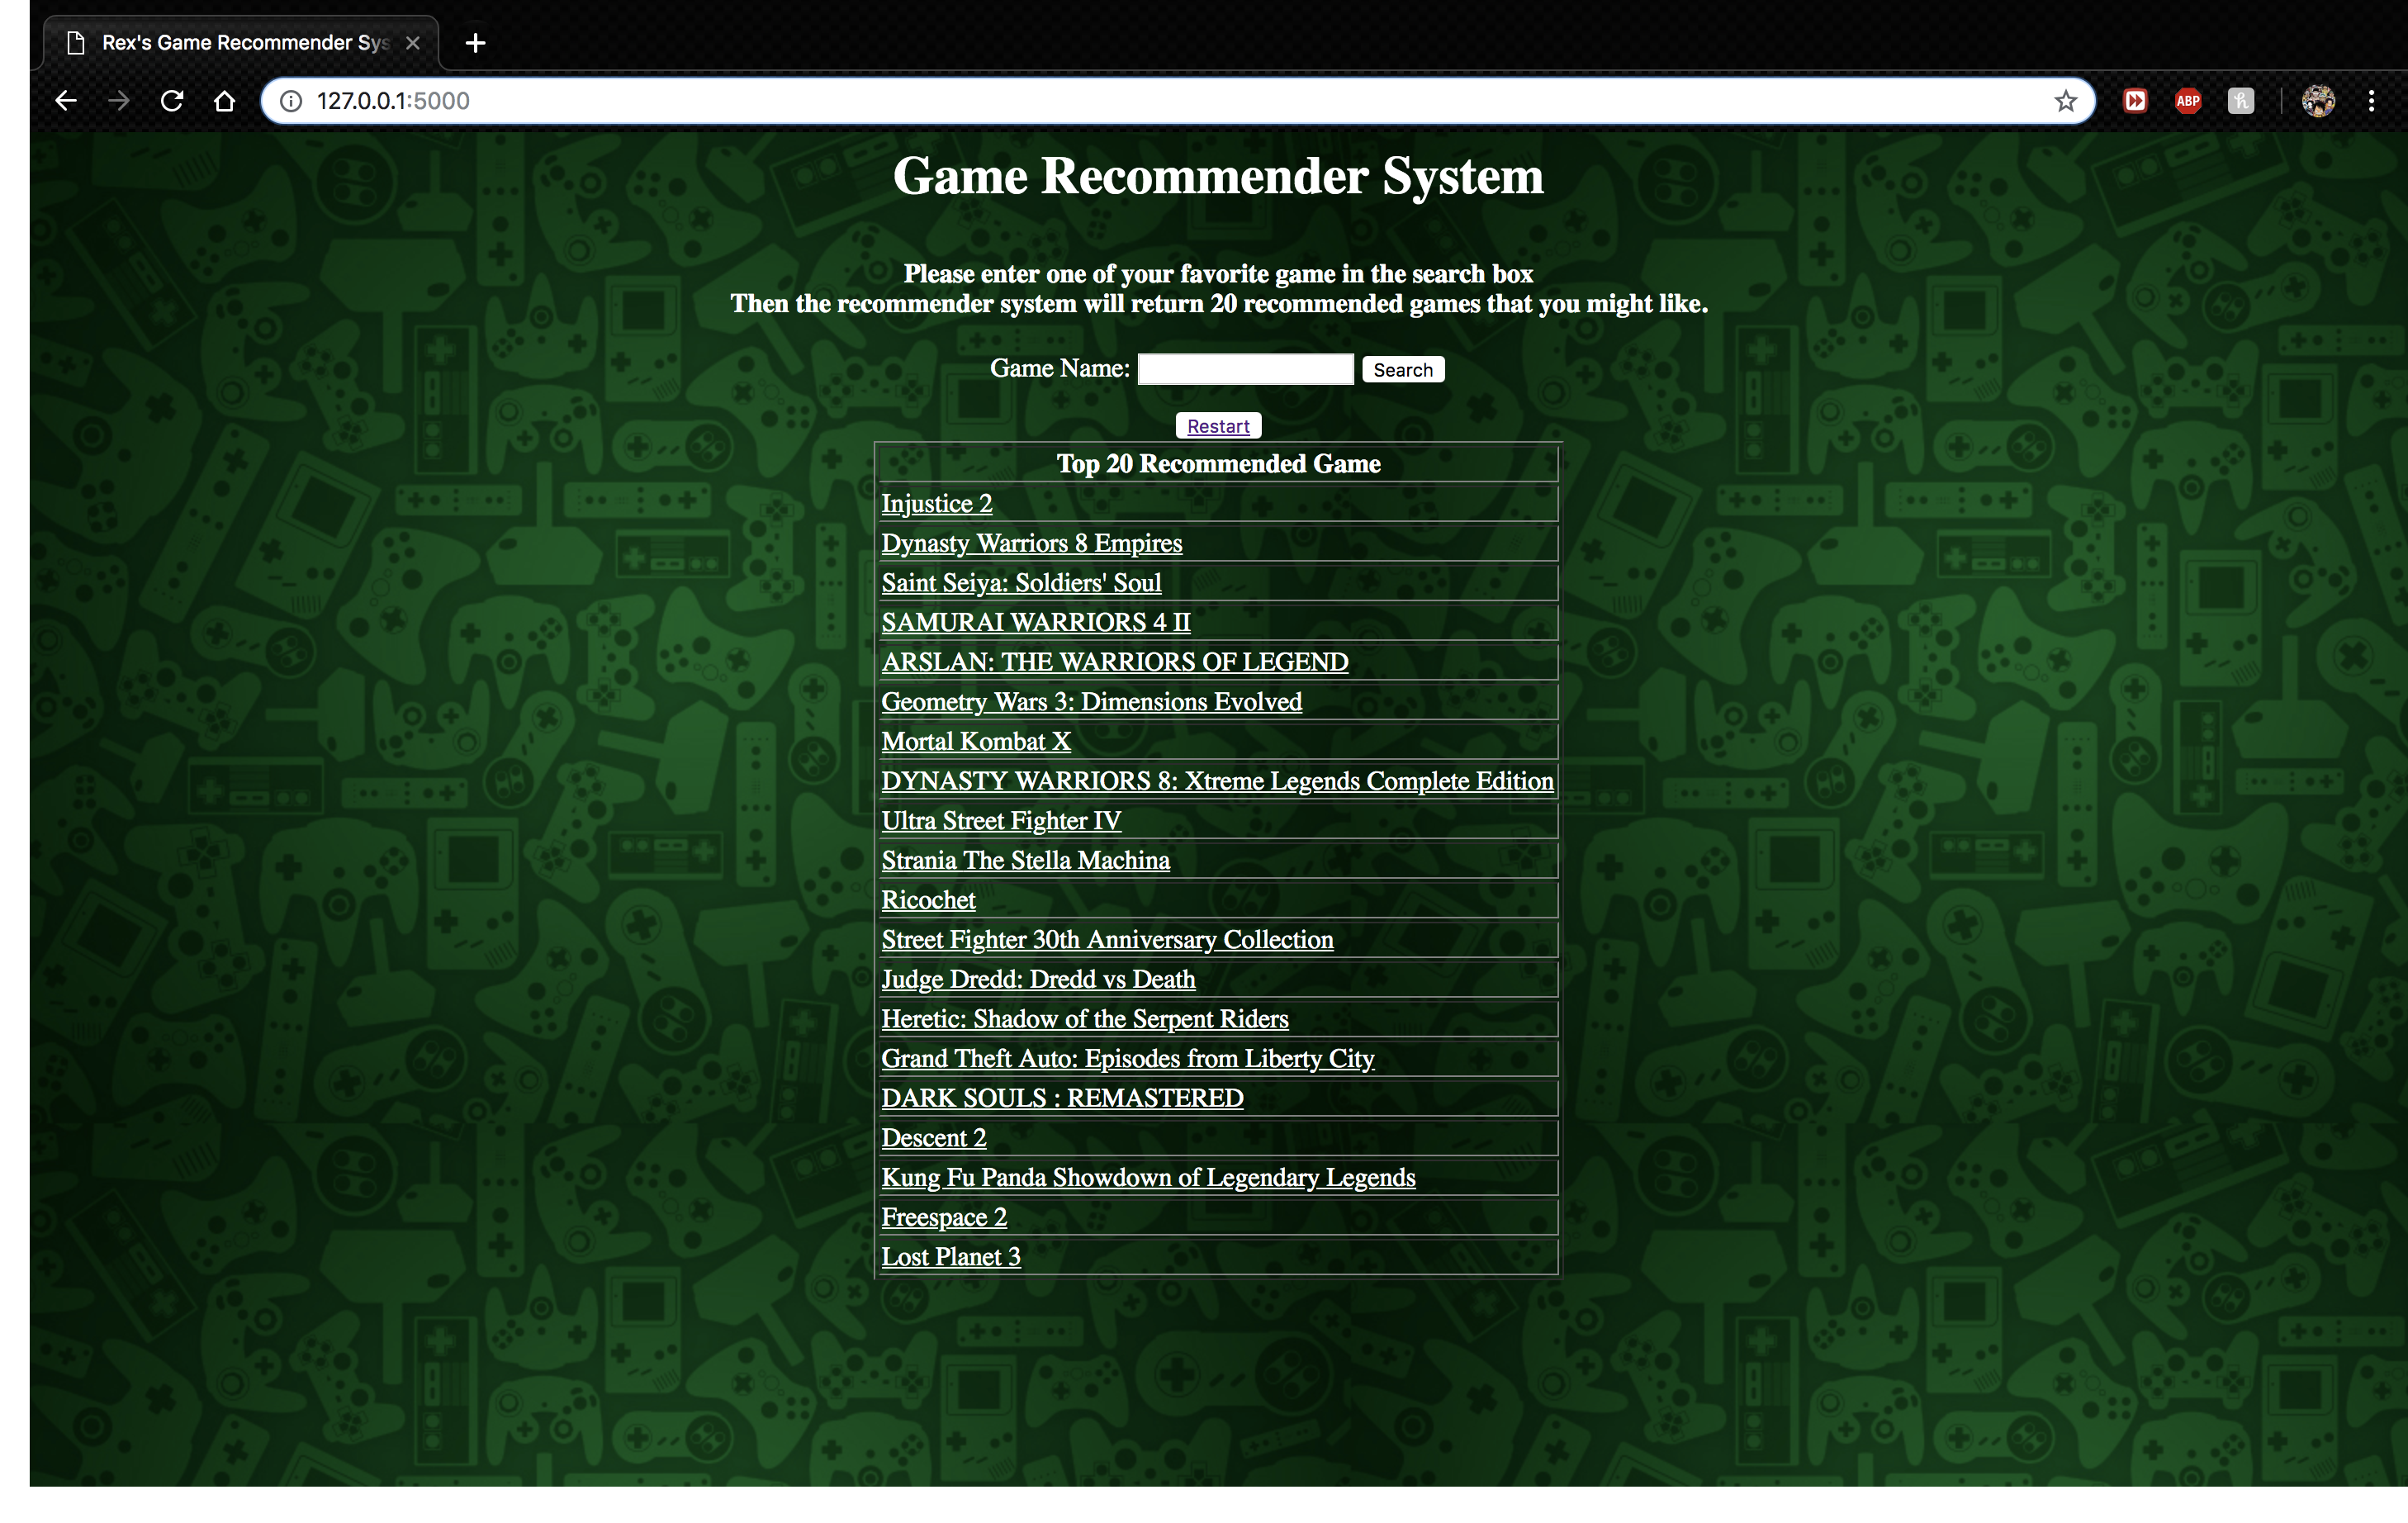 Rex's Game Recommender Sys
127.0.0.1:5000
ABP
Game Recommender System
Please enter one of your favorite game in the search box
Then the recommender system will return 20 recommended games that you might like.
Game Name: Search
Restart
Top 20 Recommended Game
Injustice 2
Dynasty Warriors 8 Empires
Saint Seiya: Soldiers' Soul
SAMURAI WARRIORS 4 II
ARSLAN: THE WARRIORS OF LEGEND
Geometry Wars 3: Dimensions Evolved
Mortal Kombat X
DYNASTY WARRIORS 8: Xtreme Legends Complete Edition
Ultra Street Fighter IV
Strania The Stella Machina
Ricochet
Street Fighter 30th Anniversary Collection
Judge Dredd: Dredd vs Death
Heretic: Shadow of the Serpent Riders
Grand Theft Auto: Episodes from Liberty City
DARK SOULS : REMASTERED
Descent 2
Kung Fu Panda Showdown of Legendary Legends
Freespace 2
Lost Planet 3